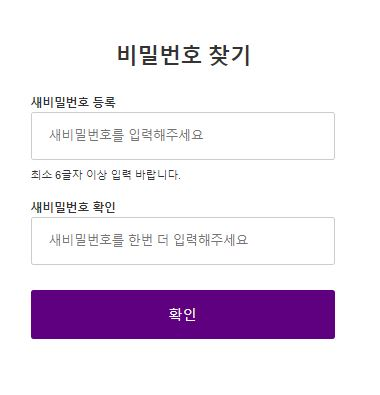 비밀번호 찾기
새비밀번호 등록
새비밀번호를 입력해주세요
최소 6글자 이상 입력 바랍니다.
새비밀번호 확인
새비밀번호를 한번 더 입력해주세요
확인